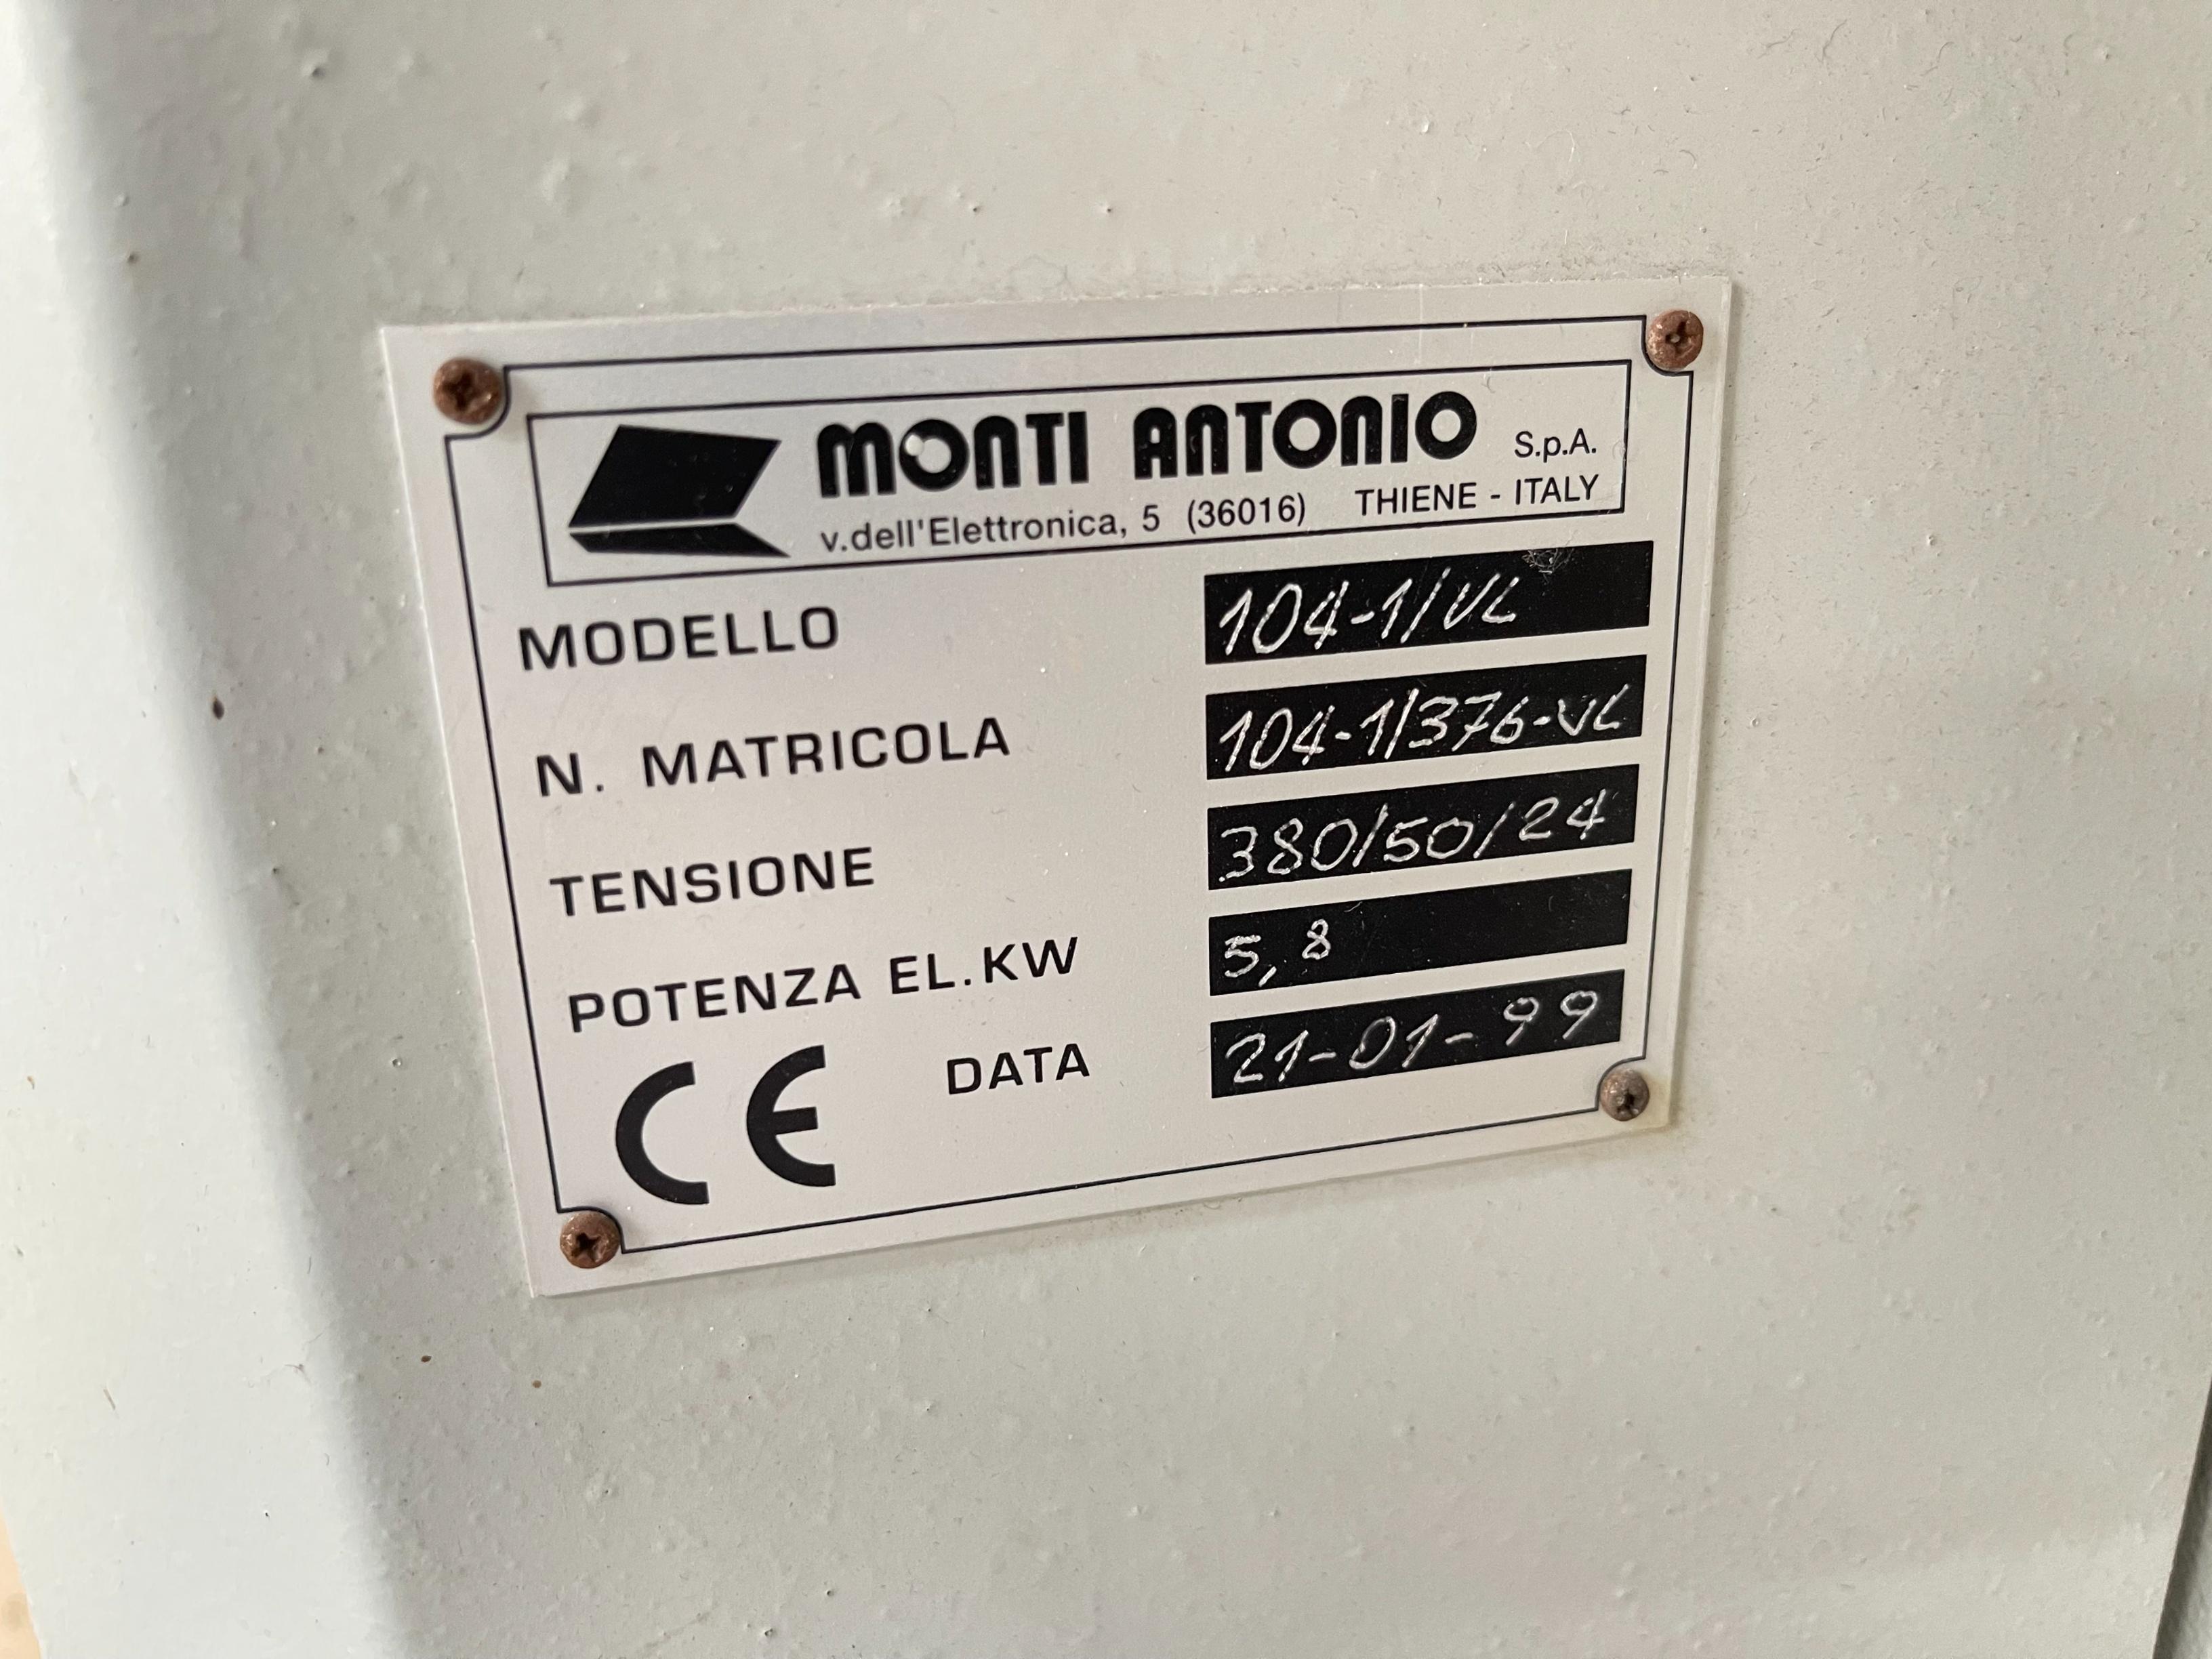 MONTI ANTONIO S.p.A.
v.dell'Elettronica, 5 (36016) THIENE - ITALY
MODELLO 104-1/VL
N. MATRICOLA 104-1/376-VL
TENSIONE 380/50/24
POTENZA EL.KW 5,8
CE DATA 21-01-99